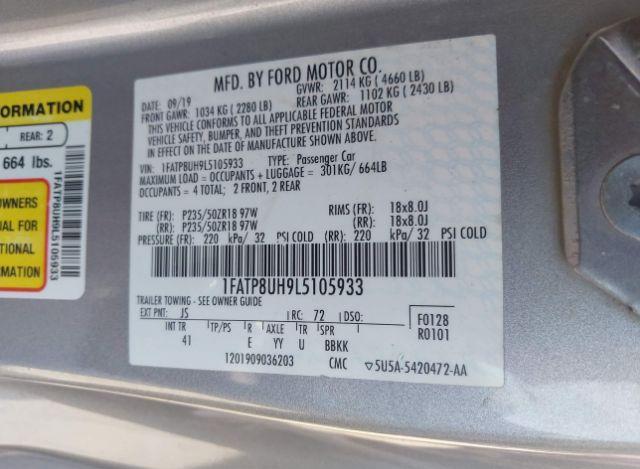 MFD. BY FORD MOTOR CO.
DATE: 09/19 GVWR: 2114 KG ( 4660 LB)
FRONT GAWR: 1034 KG ( 2280 LB) REAR GAWR: 1102 KG ( 2430 LB)
THIS VEHICLE CONFORMS TO ALL APPLICABLE FEDERAL MOTOR
VEHICLE SAFETY, BUMPER, AND THEFT PREVENTION STANDARDS
IN EFFECT ON THE DATE OF MANUFACTURE SHOWN ABOVE.
VIN: 1FATP8UH9L5105933 TYPE: Passenger Car
MAXIMUM LOAD = OCCUPANTS + LUGGAGE = 301KG/ 664LB
OCCUPANTS = 4 TOTAL; 2 FRONT, 2 REAR
TIRE (FR): P235/50ZR18 97W RIMS (FR): 18x8.0J
(RR): P235/50ZR18 97W (RR): 18x8.0J
PRESSURE (FR): 220 kPa/ 32 PSI COLD (RR): 220 kPa/ 32 PSI COLD
1FATP8UH9L5105933
TRAILER TOWING - SEE OWNER GUIDE
EXT PNT: JS RC: 72 DSO: F0128
INT TR TP/PS R AXLE TR SPR R0101
41 E YY U BBKK
1201909036203 CMC 5U5A-5420472-AA
ORMATION
REAR: 2
664 lbs.
OWNERS
UAL FOR
TIONAL
RMATION
1FATP8UH9L5105933